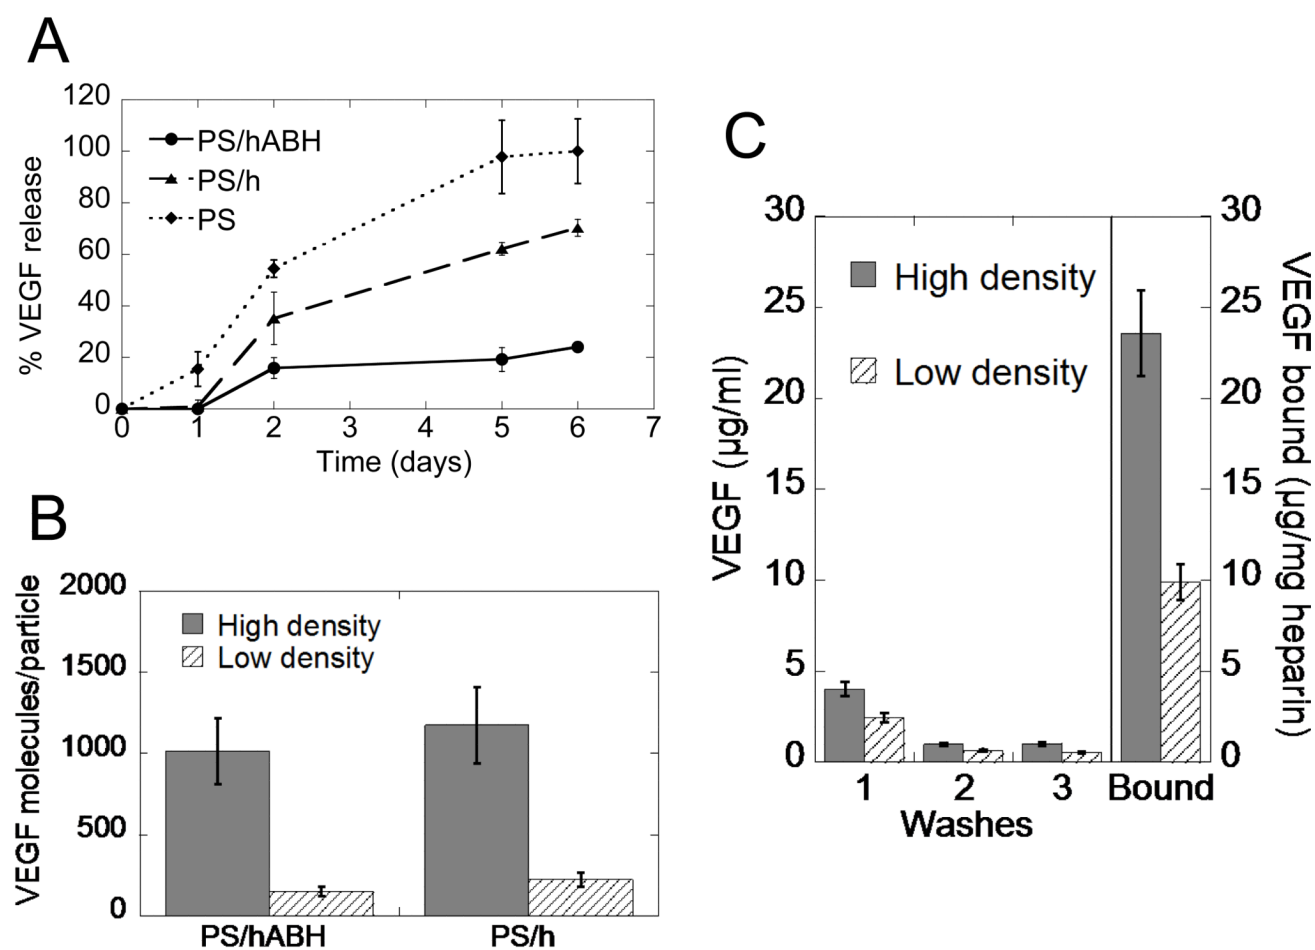 A
% VEGF release
120
100
80
60
40
20
0
PS/hABH
PS/h
PS
0 1 2 3 4 5 6 7
Time (days)
B
VEGF molecules/particle
2000
1500
1000
500
0
High density
Low density
PS/hABH PS/h
C
VEGF (µg/ml)
30
25
20
15
10
5
0
High density
Low density
30
25
20
15
10
5
0
VEGF bound (µg/mg heparin)
1 2 3 Bound
Washes